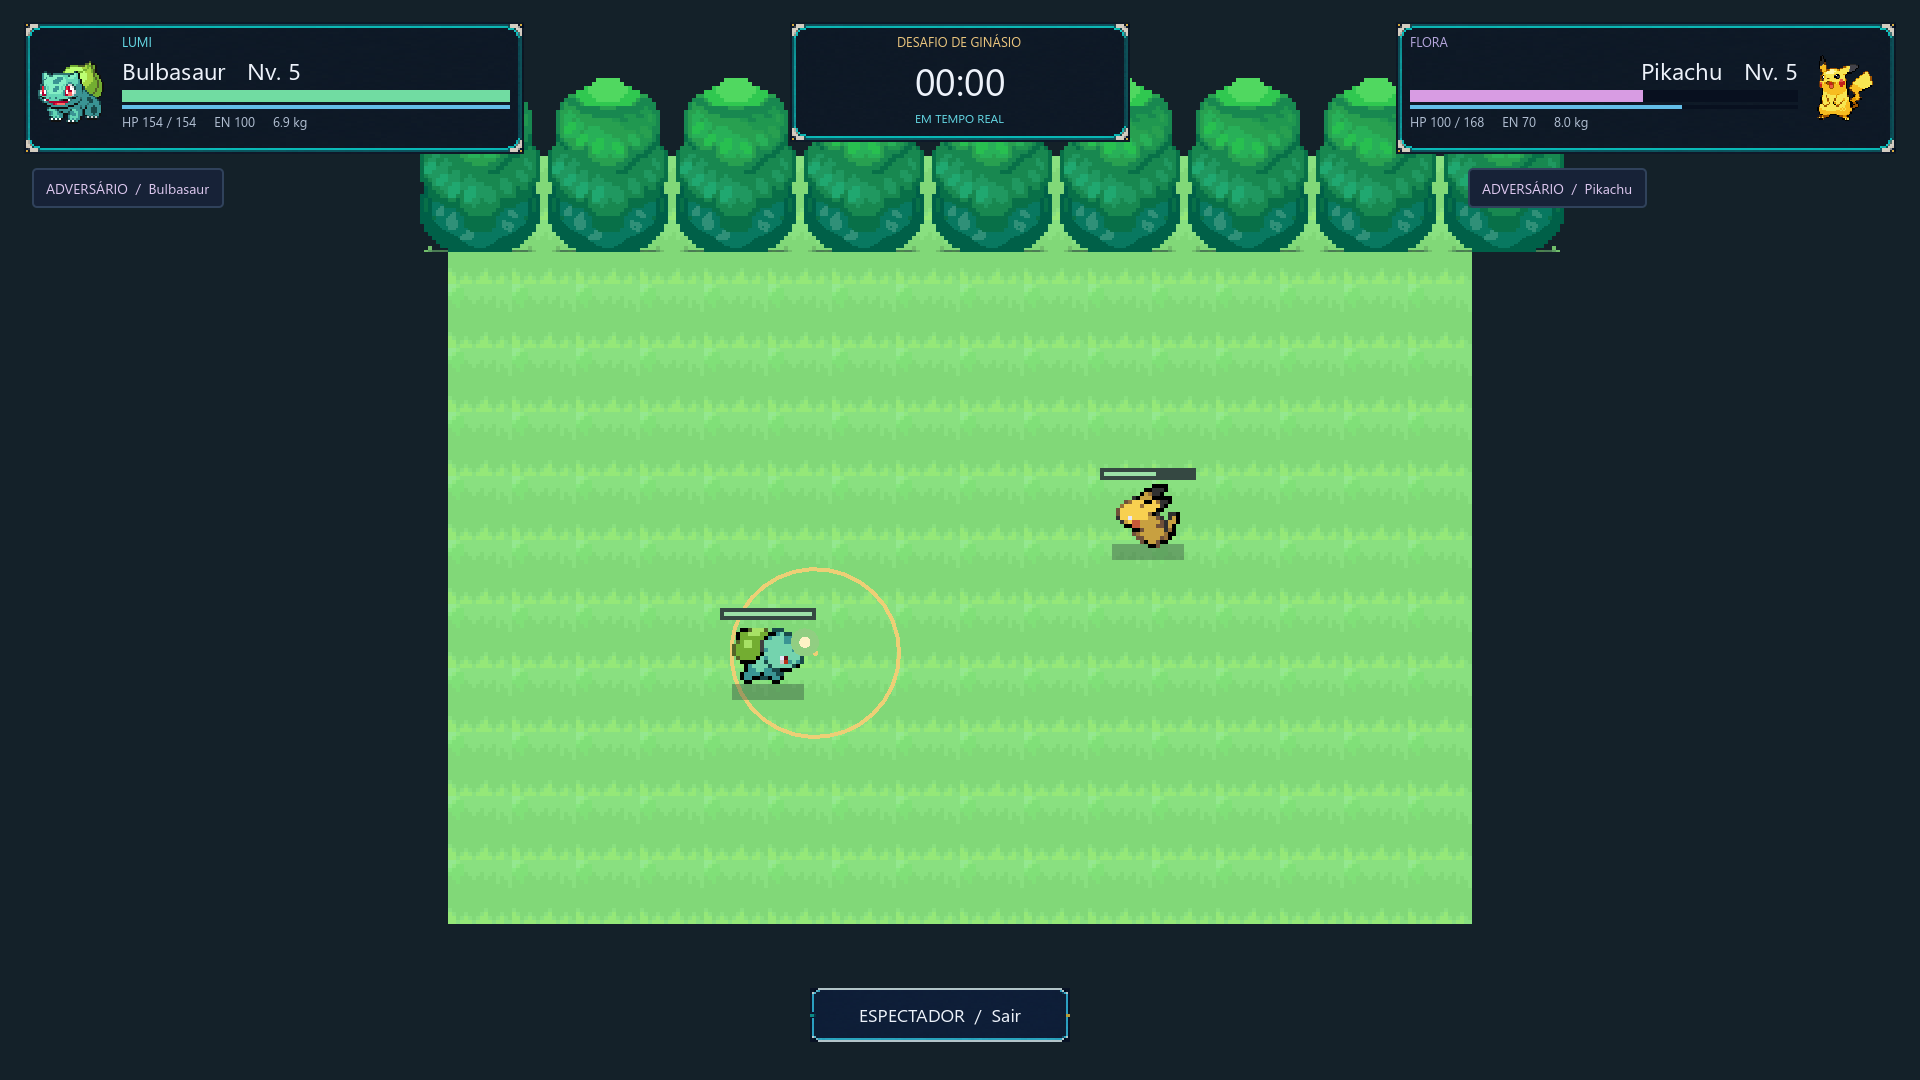 LUMI
Bulbasaur Nv. 5
HP 154 / 154 EN 100 6.9 kg
ADVERSÁRIO / Bulbasaur
DESAFIO DE GINÁSIO
00:00
EM TEMPO REAL
FLORA
Pikachu Nv. 5
HP 100 / 168 EN 70 8.0 kg
ADVERSÁRIO / Pikachu
ESPECTADOR / Sair